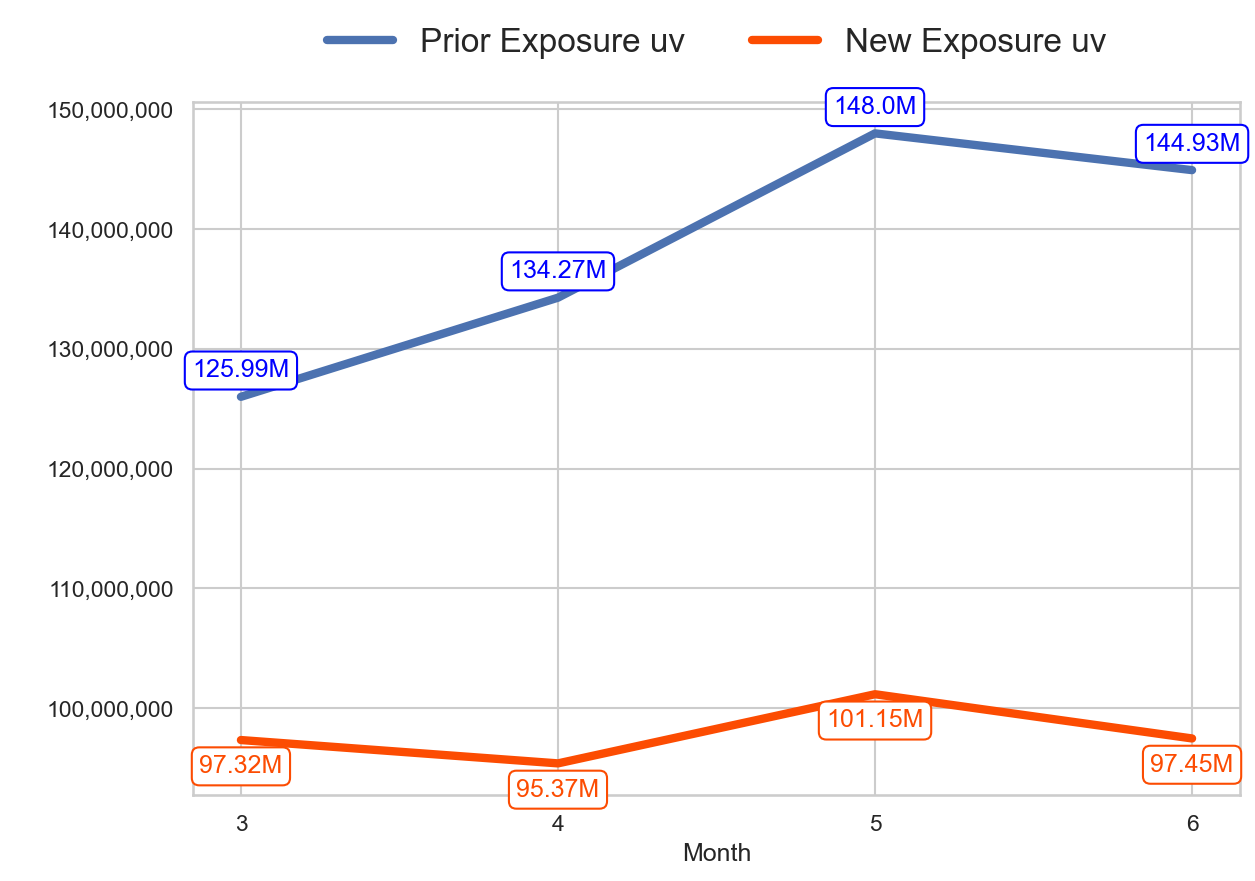 Prior Exposure uv New Exposure uv
150,000,000
148.0M
144.93M
140,000,000
134.27M
130,000,000
125.99M
120,000,000
110,000,000
100,000,000
101.15M
97.32M
97.45M
95.37M
3 4 5 6
Month